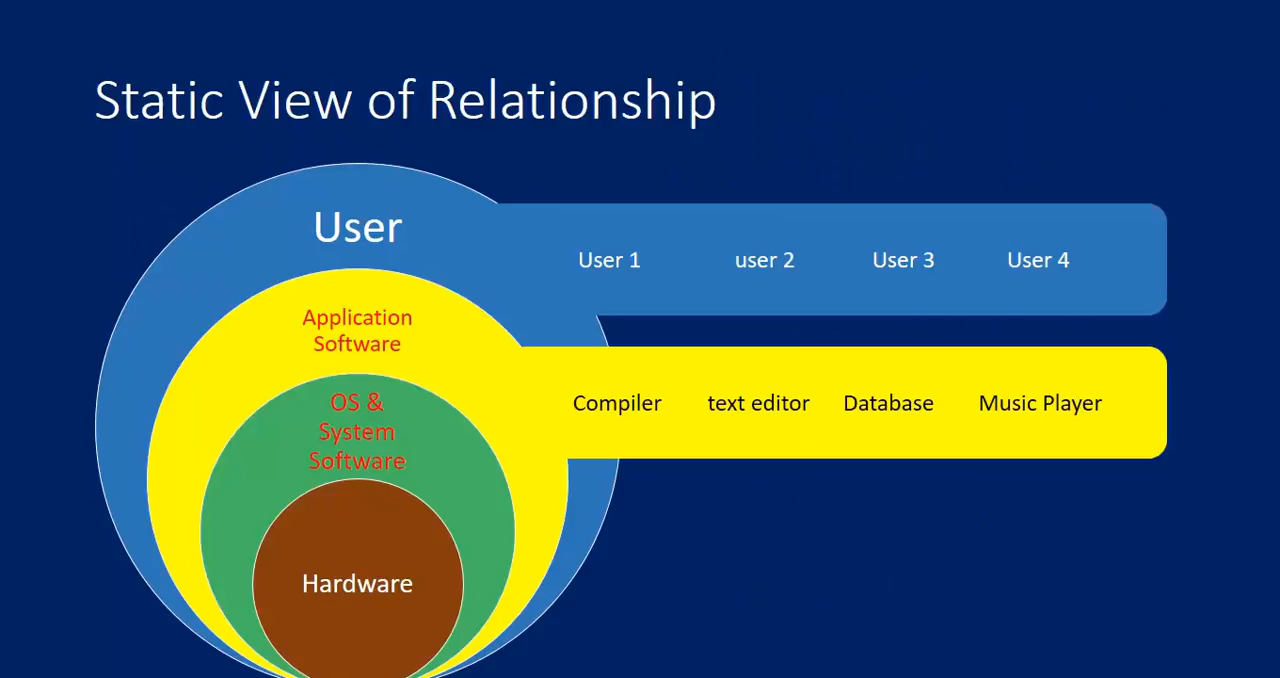 Static View of Relationship
User
User 1 user 2 User 3 User 4
Application
Software
Compiler text editor Database Music Player
OS &
System
Software
Hardware